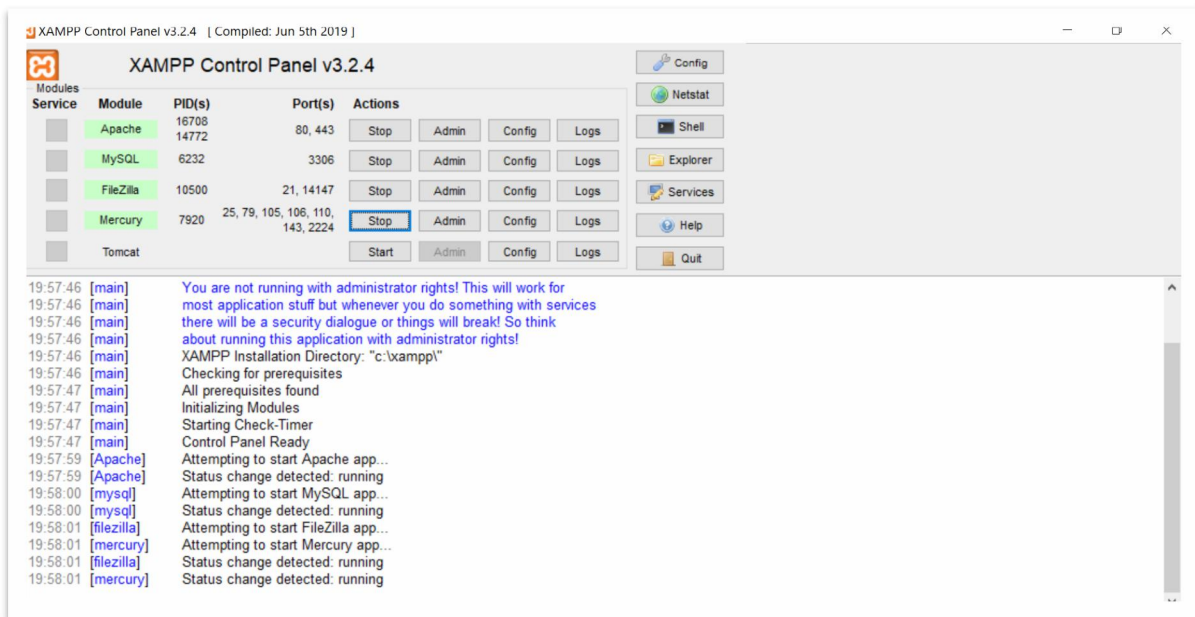 XAMPP Control Panel v3.2.4 [ Compiled: Jun 5th 2019 ]
XAMPP Control Panel v3.2.4
Config
Modules
Service Module PID(s) Port(s) Actions
Netstat
Apache 16708 14772 80, 443 Stop Admin Config Logs
Shell
MySQL 6232 3306 Stop Admin Config Logs
Explorer
FileZilla 10500 21, 14147 Stop Admin Config Logs
Services
Mercury 7920 25, 79, 105, 106, 110, 143, 2224 Stop Admin Config Logs
Help
Tomcat Start Admin Config Logs
Quit
19:57:46 [main] You are not running with administrator rights! This will work for
19:57:46 [main] most application stuff but whenever you do something with services
19:57:46 [main] there will be a security dialogue or things will break! So think
19:57:46 [main] about running this application with administrator rights!
19:57:46 [main] XAMPP Installation Directory: "c:\xampp\"
19:57:46 [main] Checking for prerequisites
19:57:47 [main] All prerequisites found
19:57:47 [main] Initializing Modules
19:57:47 [main] Starting Check-Timer
19:57:47 [main] Control Panel Ready
19:57:59 [Apache] Attempting to start Apache app...
19:57:59 [Apache] Status change detected: running
19:58:00 [mysql] Attempting to start MySQL app...
19:58:00 [mysql] Status change detected: running
19:58:01 [filezilla] Attempting to start FileZilla app...
19:58:01 [mercury] Attempting to start Mercury app...
19:58:01 [filezilla] Status change detected: running
19:58:01 [mercury] Status change detected: running